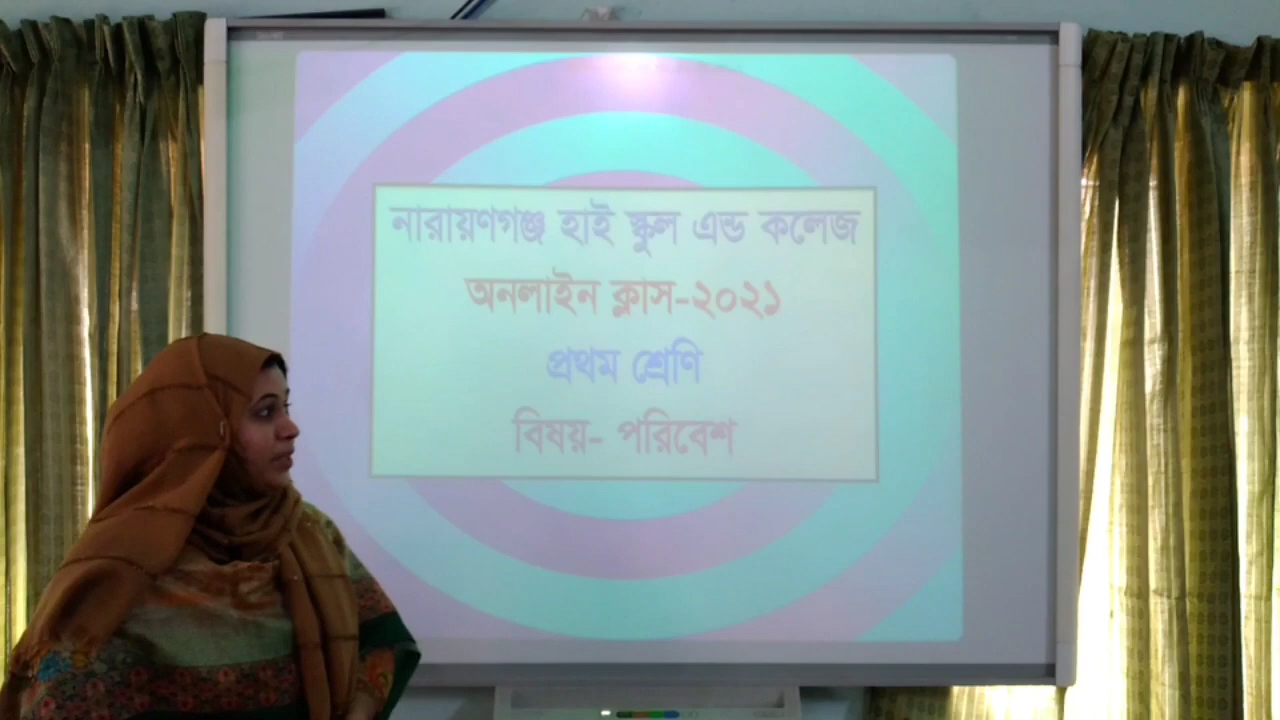 নারায়ণগঞ্জ হাই স্কুল এন্ড কলেজ
অনলাইন ক্লাস-২০২১
প্রথম শ্রেণি
বিষয়- পরিবেশ